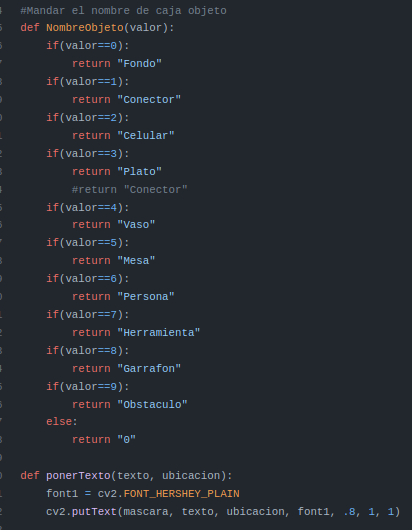 #Mandar el nombre de caja objeto
def NombreObjeto(valor):
    if(valor==0):
        return "Fondo"
    if(valor==1):
        return "Conector"
    if(valor==2):
        return "Celular"
    if(valor==3):
        return "Plato"
        #return "Conector"
    if(valor==4):
        return "Vaso"
    if(valor==5):
        return "Mesa"
    if(valor==6):
        return "Persona"
    if(valor==7):
        return "Herramienta"
    if(valor==8):
        return "Garrafon"
    if(valor==9):
        return "Obstaculo"
    else:
        return "0"
def ponerTexto(texto, ubicacion):
    font1 = cv2.FONT_HERSHEY_PLAIN
    cv2.putText(mascara, texto, ubicacion, font1, .8, 1, 1)